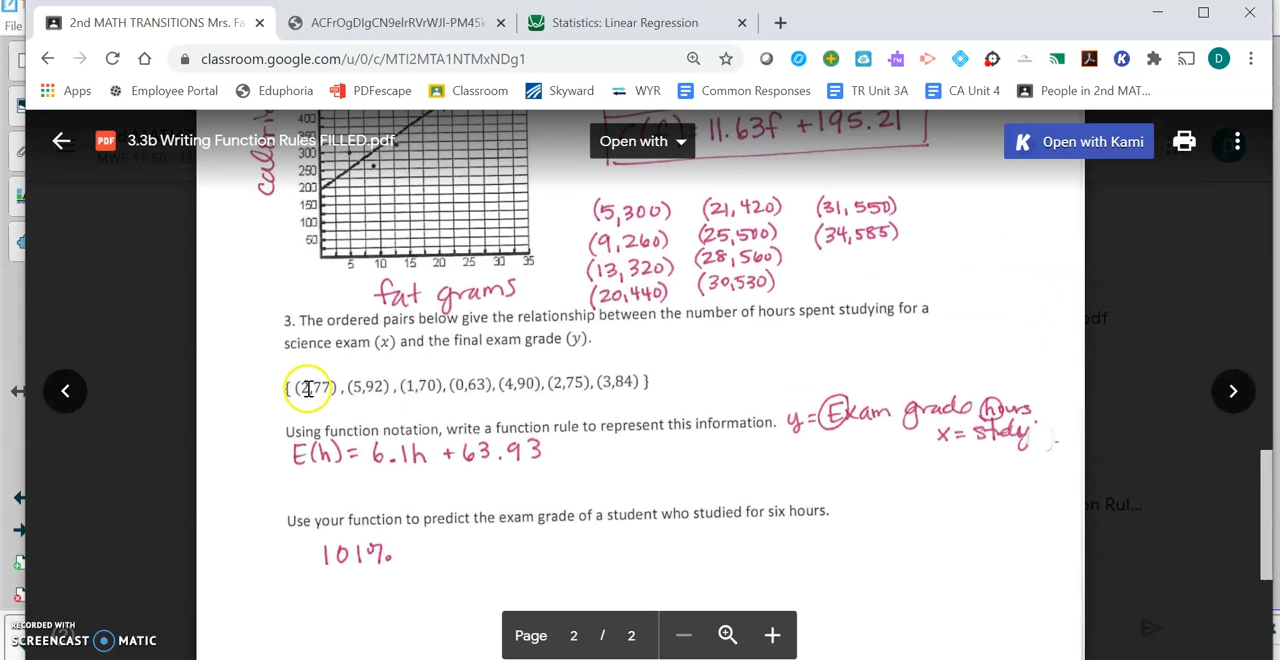 2nd MATH TRANSITIONS Mrs. Fa
ACFrOgDIgCN9elrRVrWJl-PM45k
Statistics: Linear Regression
File
classroom.google.com/u/0/c/MTI2MTA1NTMxNDg1
D
Apps
Employee Portal
Eduphoria
PDFescape
Classroom
Skyward
WYR
Common Responses
TR Unit 3A
CA Unit 4
People in 2nd MAT...
PDF
3.3b Writing Function Rules FILLED.pdf
Open with
K Open with Kami
11.63f + 195.21
400
350
300
250
200
150
100
50
5 10 15 20 25 30 35
fat grams
(5,300) (21,420) (31,550)
(9,260) (25,500) (34,585)
(13,320) (28,560)
(20,440) (30,530)
3. The ordered pairs below give the relationship between the number of hours spent studying for a
science exam (x) and the final exam grade (y).
{ (2,77) , (5,92) , (1,70), (0,63), (4,90), (2,75), (3,84) }
Using function notation, write a function rule to represent this information.
y = Exam grade
x = study hours
E(h) = 6.1h + 63.93
Use your function to predict the exam grade of a student who studied for six hours.
101%
Page 2 / 2
RECORDED WITH
SCREENCAST MATIC